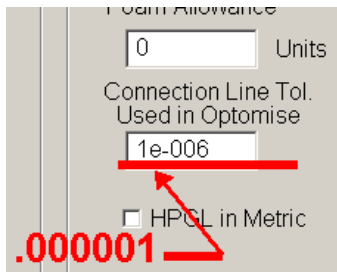 Foam Allowance
0 Units
Connection Line Tol.
Used in Optomise
1e-006
HPGL in Metric
.000001